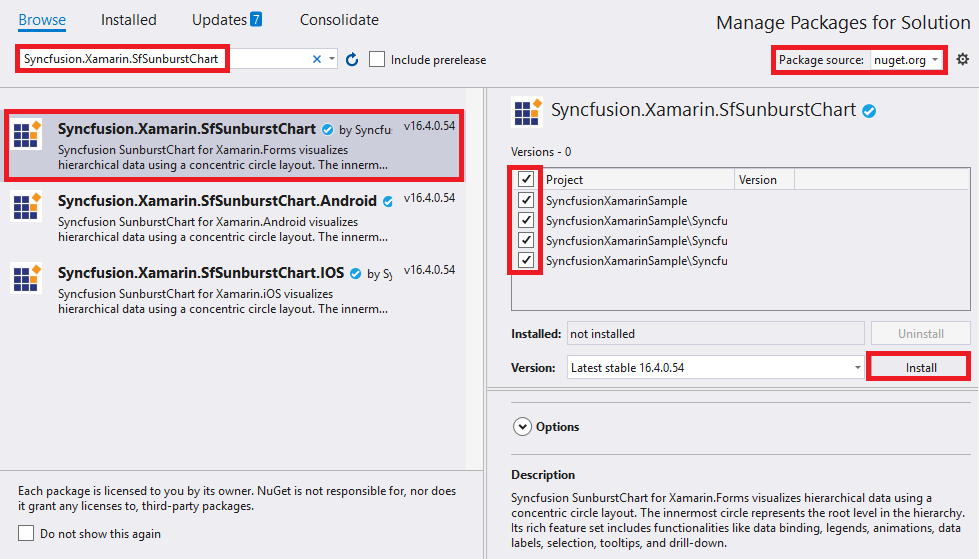 Browse Installed Updates 7 Consolidate
Manage Packages for Solution
Syncfusion.Xamarin.SfSunburstChart
Include prerelease
Package source: nuget.org
Syncfusion.Xamarin.SfSunburstChart by Syncfu: v16.4.0.54
Syncfusion SunburstChart for Xamarin.Forms visualizes
hierarchical data using a concentric circle layout. The innerm...
Syncfusion.Xamarin.SfSunburstChart.Android v16.4.0.54
Syncfusion SunburstChart for Xamarin.Android visualizes
hierarchical data using a concentric circle layout. The innerm...
Syncfusion.Xamarin.SfSunburstChart.IOS by Sy v16.4.0.54
Syncfusion SunburstChart for Xamarin.iOS visualizes
hierarchical data using a concentric circle layout. The innerm...
Each package is licensed to you by its owner. NuGet is not responsible for, nor does
it grant any licenses to, third-party packages.
Do not show this again
Syncfusion.Xamarin.SfSunburstChart
Versions - 0
Project Version
SyncfusionXamarinSample
SyncfusionXamarinSample\Syncfu
SyncfusionXamarinSample\Syncfu
SyncfusionXamarinSample\Syncfu
Installed: not installed Uninstall
Version: Latest stable 16.4.0.54 Install
Options
Description
Syncfusion SunburstChart for Xamarin.Forms visualizes hierarchical data using a
concentric circle layout. The innermost circle represents the root level in the hierarchy.
Its rich feature set includes functionalities like data binding, legends, animations, data
labels, selection, tooltips, and drill-down.